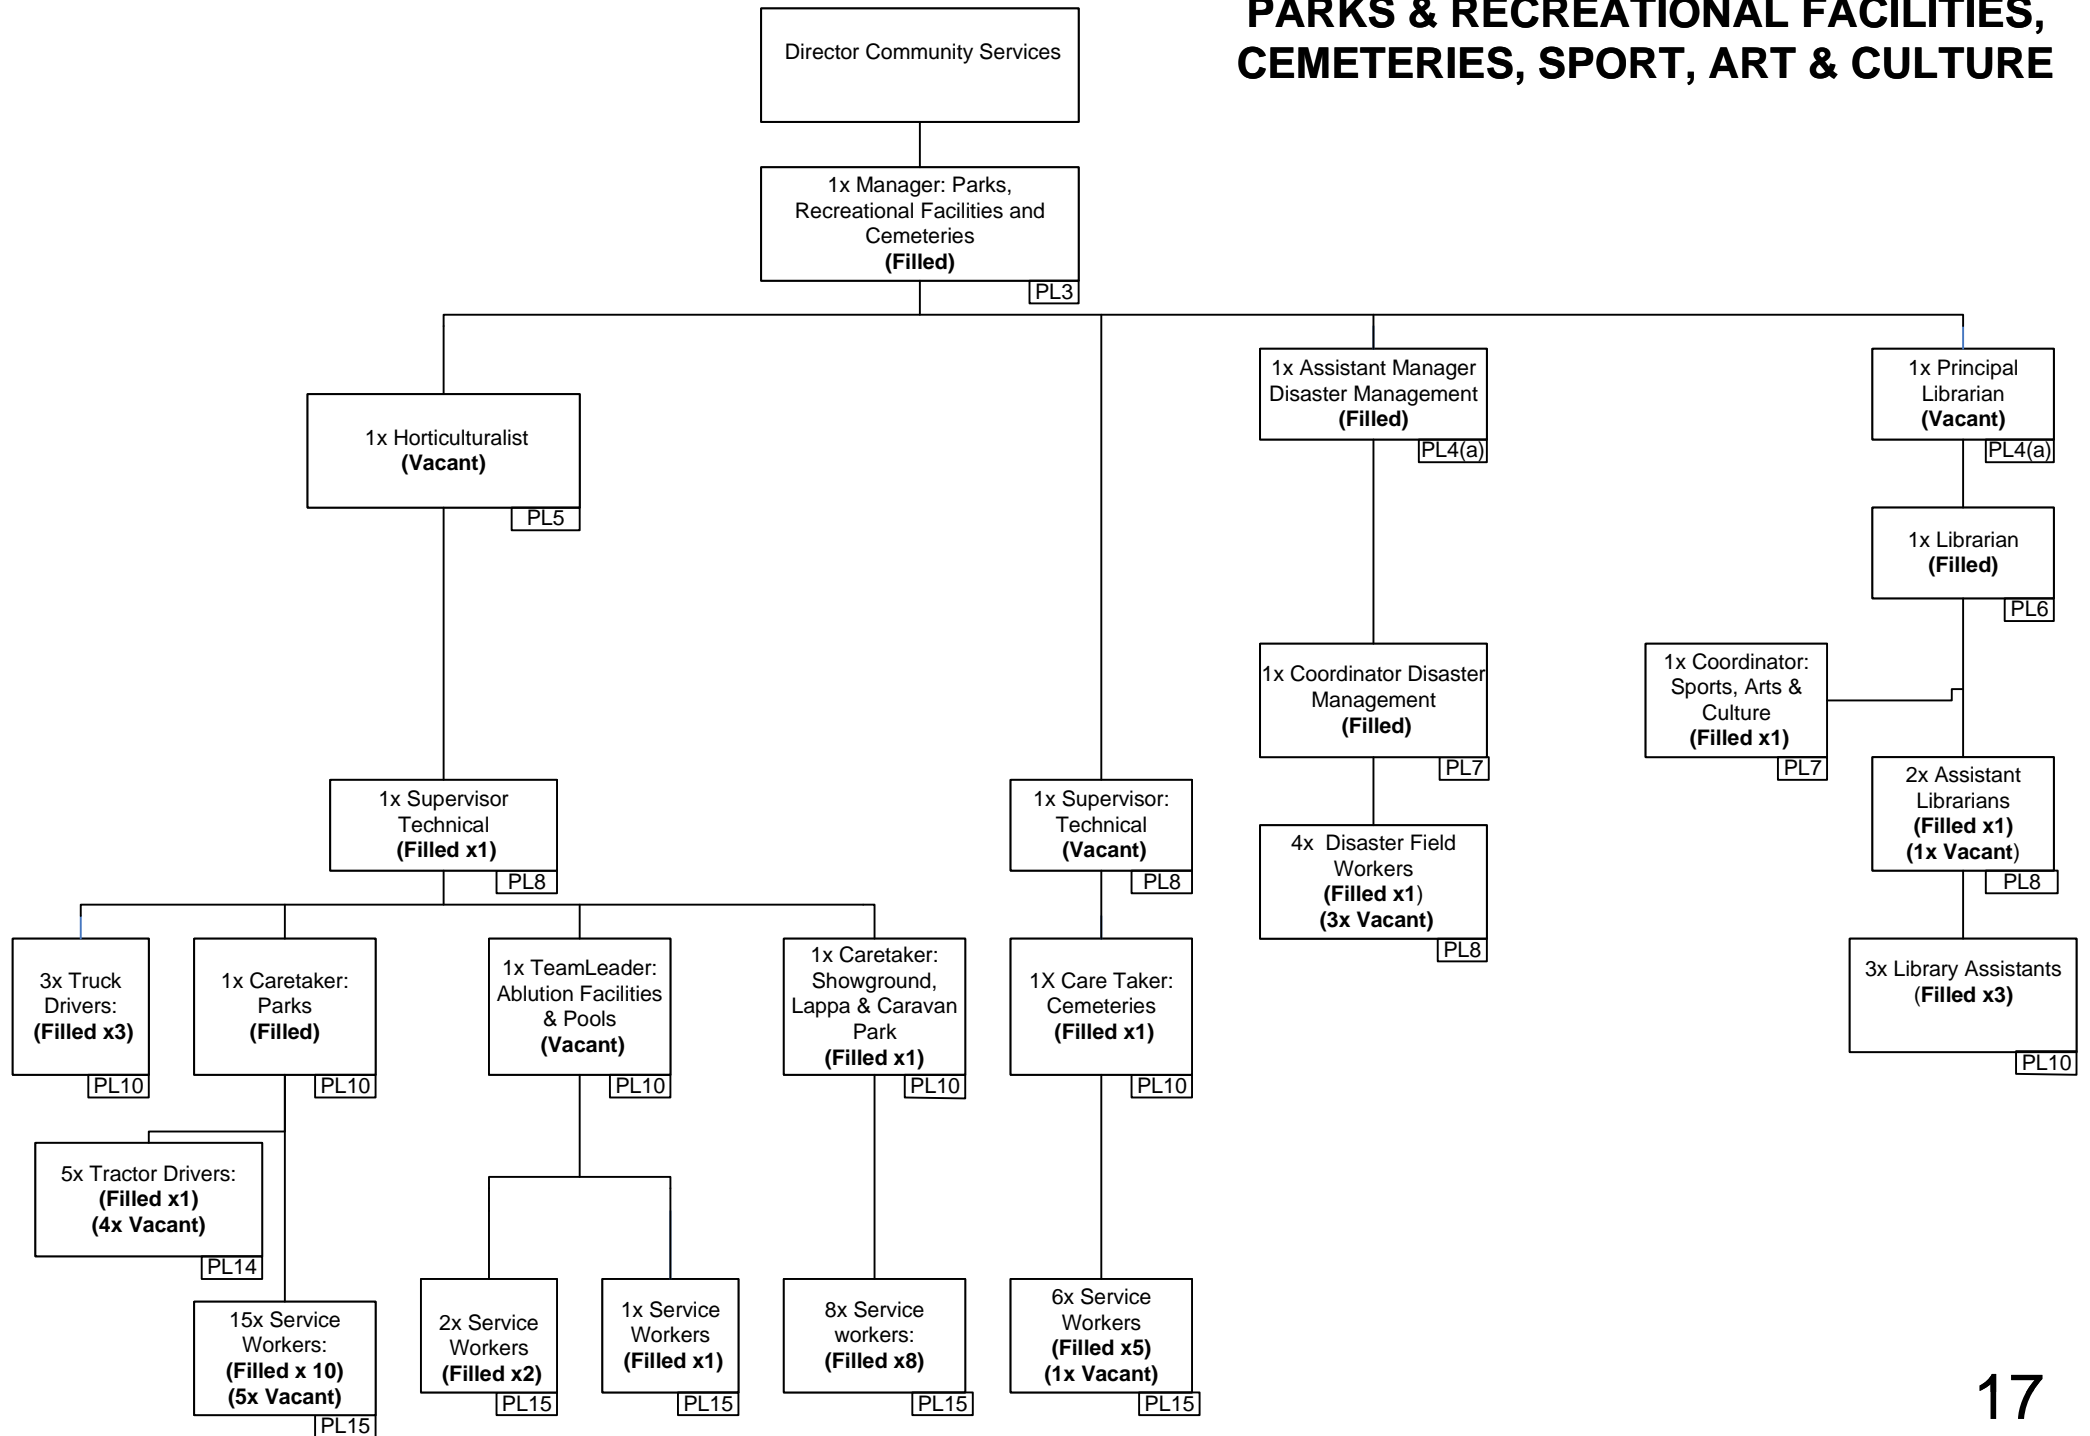 PARKS & RECREATIONAL FACILITIES,
CEMETERIES, SPORT, ART & CULTURE
Director Community Services
1x Manager: Parks,
Recreational Facilities and
Cemeteries
(Filled)
PL3
1x Horticulturalist
(Vacant)
PL5
1x Assistant Manager
Disaster Management
(Filled)
PL4(a)
1x Principal
Librarian
(Vacant)
PL4(a)
1x Librarian
(Filled)
PL6
1x Coordinator Disaster
Management
(Filled)
PL7
1x Coordinator:
Sports, Arts &
Culture
(Filled x1)
PL7
1x Supervisor
Technical
(Filled x1)
PL8
1x Supervisor:
Technical
(Vacant)
PL8
4x  Disaster Field
Workers
(Filled x1)
(3x Vacant)
PL8
2x Assistant
Librarians
(Filled x1)
(1x Vacant)
PL8
3x Truck
Drivers:
(Filled x3)
PL10
1x Caretaker:
Parks
(Filled)
PL10
1x TeamLeader:
Ablution Facilities
& Pools
(Vacant)
PL10
1x Caretaker:
Showground,
Lappa & Caravan
Park
(Filled x1)
PL10
1X Care Taker:
Cemeteries
(Filled x1)
PL10
3x Library Assistants
(Filled x3)
PL10
5x Tractor Drivers:
(Filled x1)
(4x Vacant)
PL14
15x Service
Workers:
(Filled x 10)
(5x Vacant)
PL15
2x Service
Workers
(Filled x2)
PL15
1x Service
Workers
(Filled x1)
PL15
8x Service
workers:
(Filled x8)
PL15
6x Service
Workers
(Filled x5)
(1x Vacant)
PL15
17